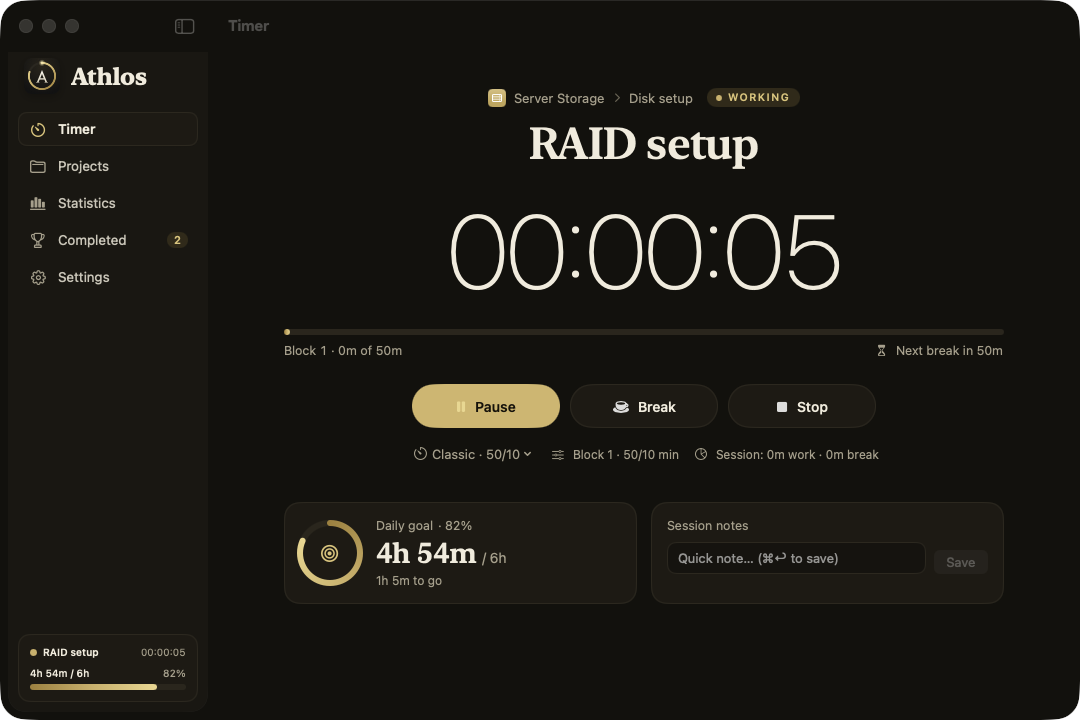 Timer
A
Athlos
Timer
Projects
Statistics
Completed 2
Settings
Server Storage > Disk setup • WORKING
RAID setup
00:00:05
Block 1 · 0m of 50m
Next break in 50m
Pause
Break
Stop
Classic · 50/10
Block 1 · 50/10 min
Session: 0m work · 0m break
Daily goal · 82%
4h 54m / 6h
1h 5m to go
Session notes
Quick note... (⌘↩ to save)
Save
RAID setup 00:00:05
4h 54m / 6h 82%